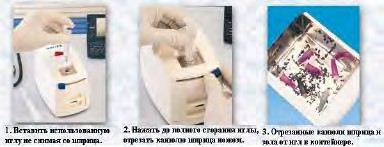 1. Вставить использованную
иглу не снимая со шприца.
2. Нажать до полного сгорания иглы,
отрезать канюлю шприца ножом.
3. Отрезанные канюли шприца и
зола от игл в контейнере.